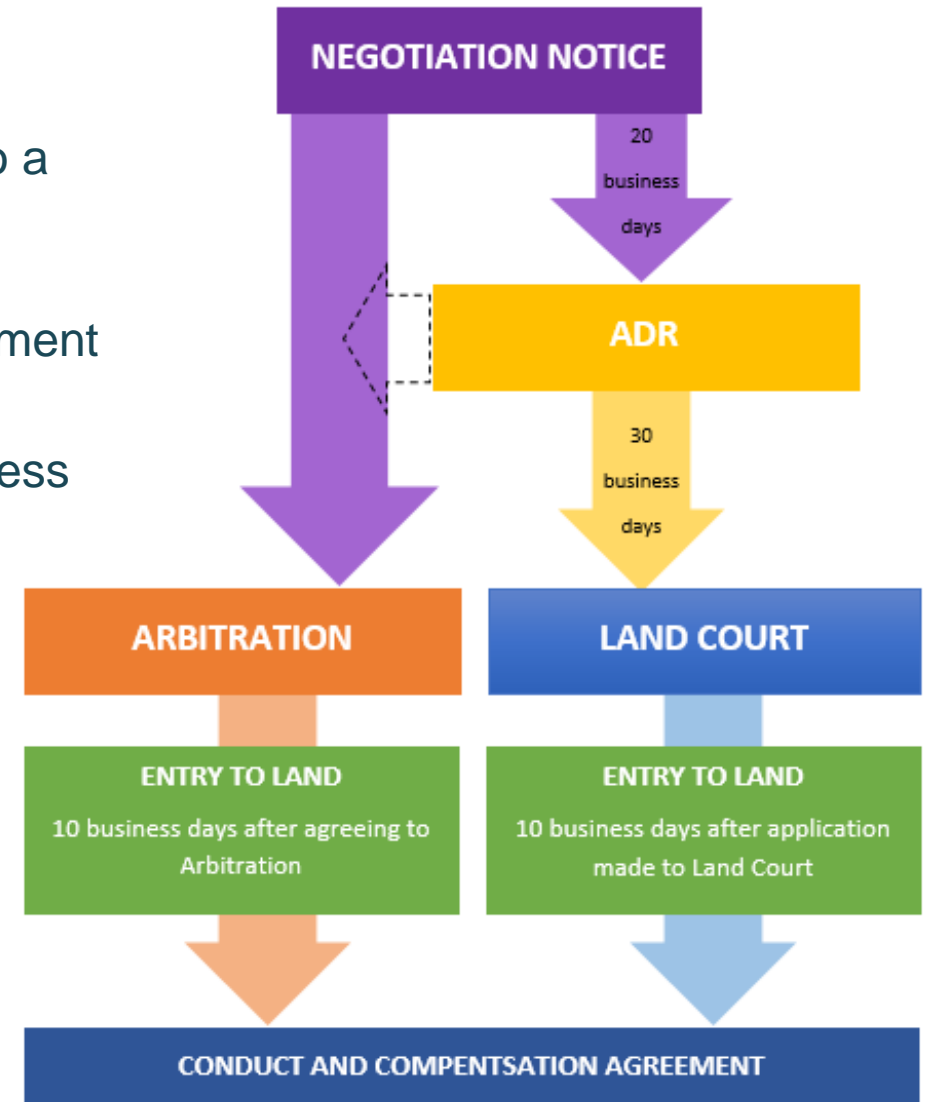 o a
ment
ess
NEGOTIATION NOTICE
20
business
days
ADR
30
business
days
ARBITRATION
LAND COURT
ENTRY TO LAND
10 business days after agreeing to
Arbitration
ENTRY TO LAND
10 business days after application
made to Land Court
CONDUCT AND COMPENTSATION AGREEMENT